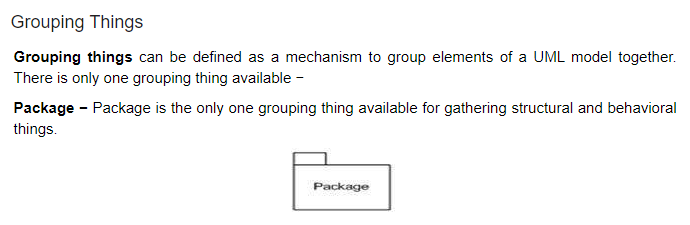 Grouping Things
Grouping things can be defined as a mechanism to group elements of a UML model together.
There is only one grouping thing available −
Package − Package is the only one grouping thing available for gathering structural and behavioral
things.
Package